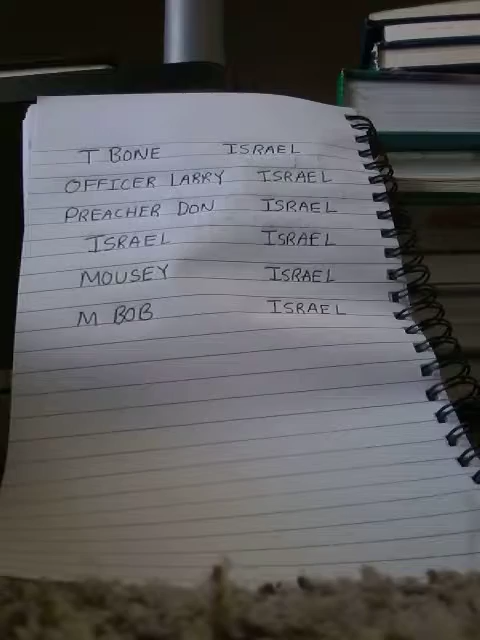 T BONE ISRAEL
OFFICER LARRY ISRAEL
PREACHER DON ISRAEL
ISRAEL ISRAEL
MOUSEY ISRAEL
M BOB ISRAEL